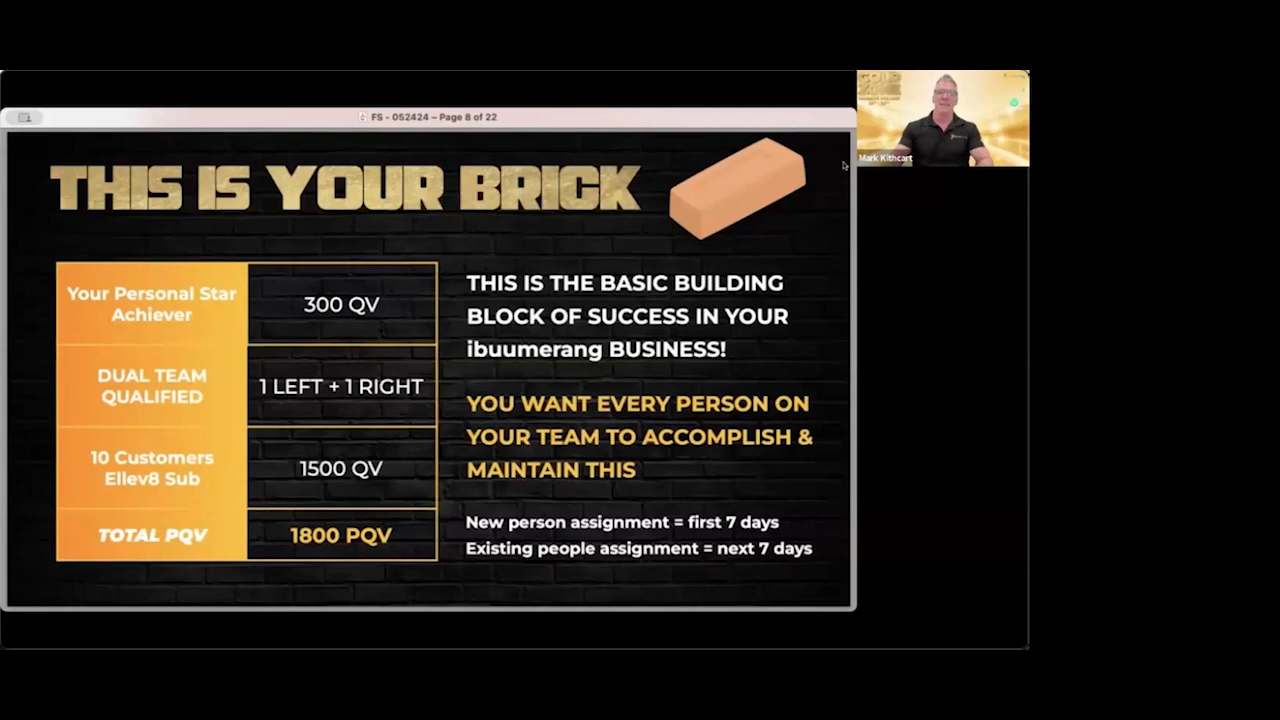 FS - 052424 – Page 8 of 22
THIS IS YOUR BRICK
Your Personal Star
Achiever
300 QV
DUAL TEAM
QUALIFIED
1 LEFT + 1 RIGHT
10 Customers
Ellev8 Sub
1500 QV
TOTAL PQV
1800 PQV
THIS IS THE BASIC BUILDING
BLOCK OF SUCCESS IN YOUR
ibuumerang BUSINESS!
YOU WANT EVERY PERSON ON
YOUR TEAM TO ACCOMPLISH &
MAINTAIN THIS
New person assignment = first 7 days
Existing people assignment = next 7 days
Mark Kithcart